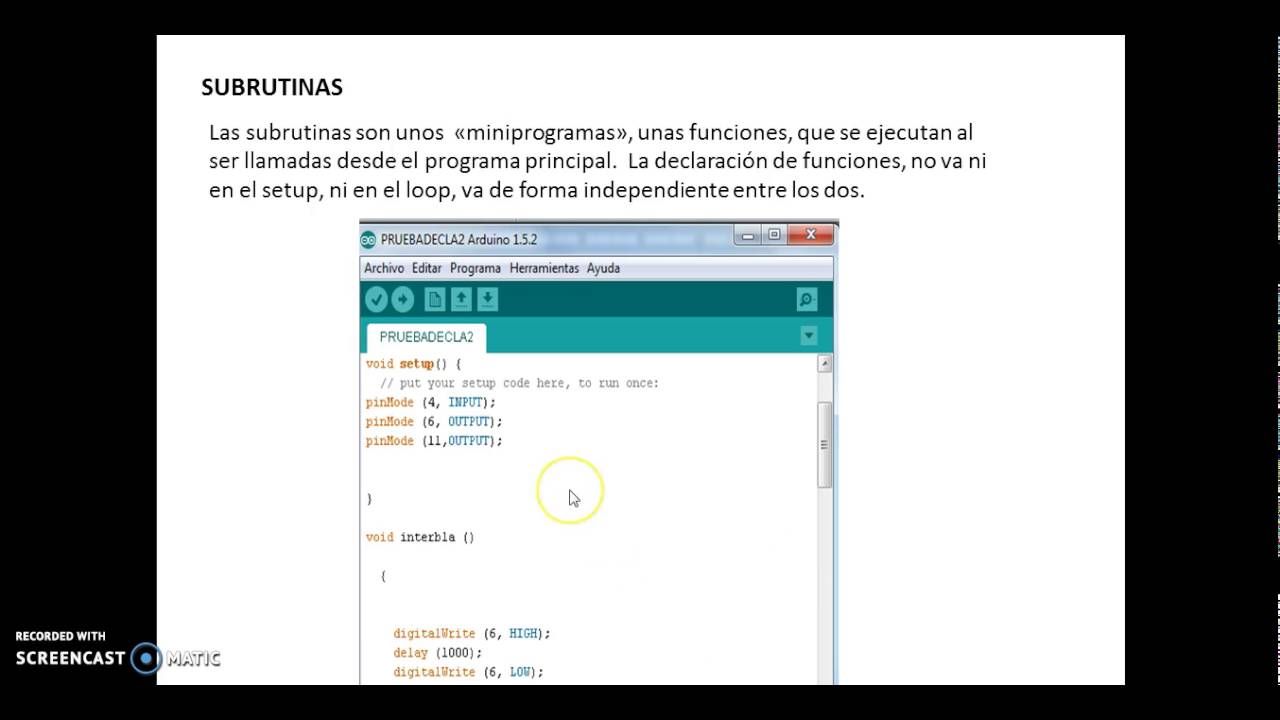 SUBRUTINAS
Las subrutinas son unos «miniprogramas», unas funciones, que se ejecutan al
ser llamadas desde el programa principal. La declaración de funciones, no va ni
en el setup, ni en el loop, va de forma independiente entre los dos.
PRUEBADECLA2 Arduino 1.5.2
Archivo Editar Programa Herramientas Ayuda
PRUEBADECLA2
void setup() {
// put your setup code here, to run once:
pinMode (4, INPUT);
pinMode (6, OUTPUT);
pinMode (11,OUTPUT);
}
void interbla ()
{
digitalWrite (6, HIGH);
delay (1000);
digitalWrite (6, LOW);
RECORDED WITH
SCREENCAST MATIC